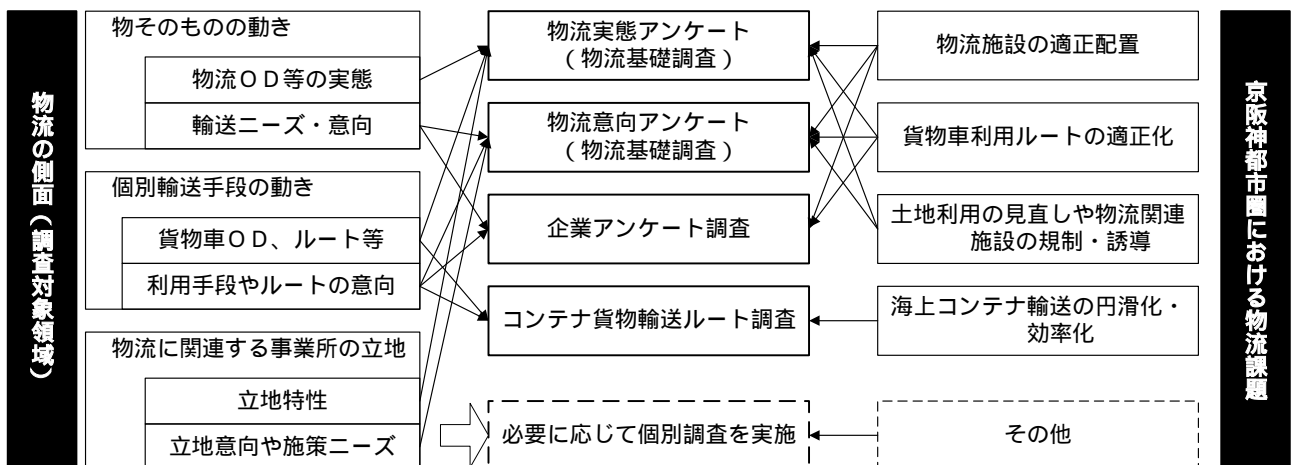 物流の側面（調査対象領域）
物そのものの動き
物流ＯＤ等の実態
輸送ニーズ・意向
個別輸送手段の動き
貨物車ＯＤ、ルート等
利用手段やルートの意向
物流に関連する事業所の立地
立地特性
立地意向や施策ニーズ
物流実態アンケート
（物流基礎調査）
物流意向アンケート
（物流基礎調査）
企業アンケート調査
コンテナ貨物輸送ルート調査
必要に応じて個別調査を実施
物流施設の適正配置
貨物車利用ルートの適正化
土地利用の見直しや物流関連
施設の規制・誘導
海上コンテナ輸送の円滑化・
効率化
その他
京阪神都市圏における物流課題